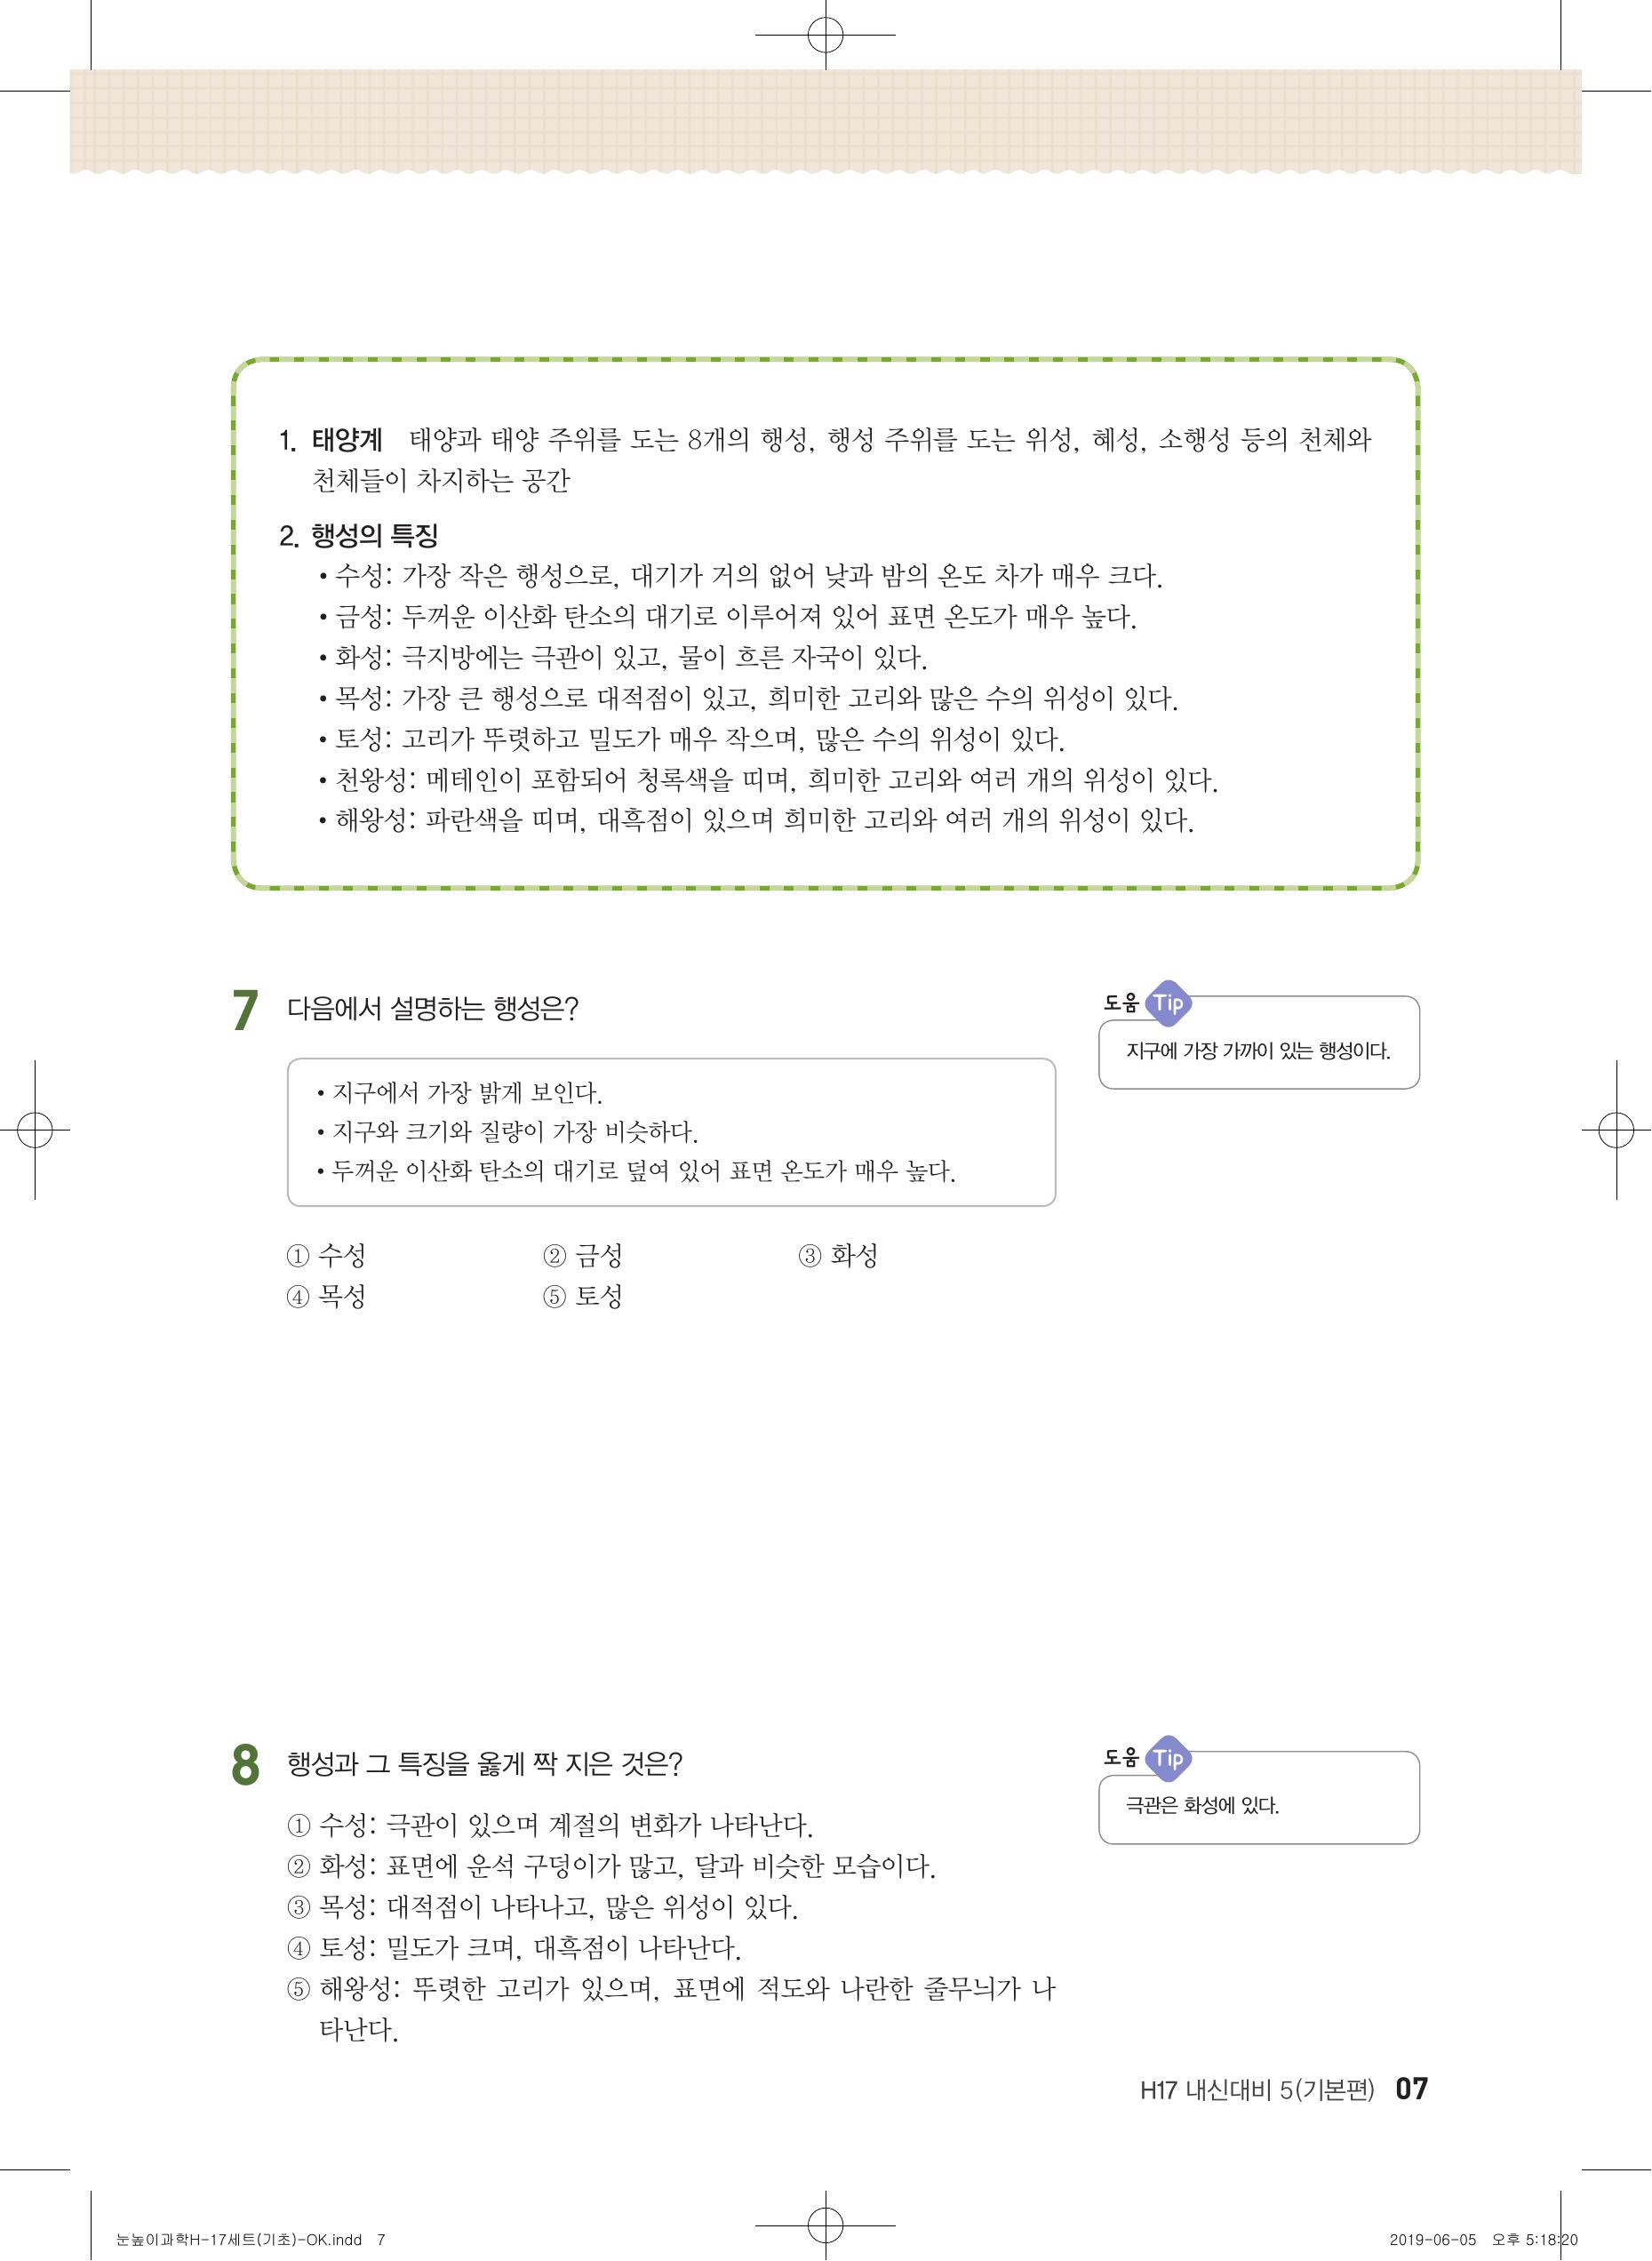 1. 태양계 태양과 태양 주위를 도는 8개의 행성, 행성 주위를 도는 위성, 혜성, 소행성 등의 천체와
천체들이 차지하는 공간
2. 행성의 특징
• 수성: 가장 작은 행성으로, 대기가 거의 없어 낮과 밤의 온도 차가 매우 크다.
• 금성: 두꺼운 이산화 탄소의 대기로 이루어져 있어 표면 온도가 매우 높다.
• 화성: 극지방에는 극관이 있고, 물이 흐른 자국이 있다.
• 목성: 가장 큰 행성으로 대적점이 있고, 희미한 고리와 많은 수의 위성이 있다.
• 토성: 고리가 뚜렷하고 밀도가 매우 작으며, 많은 수의 위성이 있다.
• 천왕성: 메테인이 포함되어 청록색을 띠며, 희미한 고리와 여러 개의 위성이 있다.
• 해왕성: 파란색을 띠며, 대흑점이 있으며 희미한 고리와 여러 개의 위성이 있다.
7 다음에서 설명하는 행성은?
• 지구에서 가장 밝게 보인다.
• 지구와 크기와 질량이 가장 비슷하다.
• 두꺼운 이산화 탄소의 대기로 덮여 있어 표면 온도가 매우 높다.
① 수성 ② 금성 ③ 화성
④ 목성 ⑤ 토성
도움 Tip
지구에 가장 가까이 있는 행성이다.
8 행성과 그 특징을 옳게 짝 지은 것은?
① 수성: 극관이 있으며 계절의 변화가 나타난다.
② 화성: 표면에 운석 구덩이가 많고, 달과 비슷한 모습이다.
③ 목성: 대적점이 나타나고, 많은 위성이 있다.
④ 토성: 밀도가 크며, 대흑점이 나타난다.
⑤ 해왕성: 뚜렷한 고리가 있으며, 표면에 적도와 나란한 줄무늬가 나
타난다.
도움 Tip
극관은 화성에 있다.
H17 내신대비 5(기본편) 07
눈높이과학H-17세트(기초)-OK.indd 7
2019-06-05 오후 5:18:20